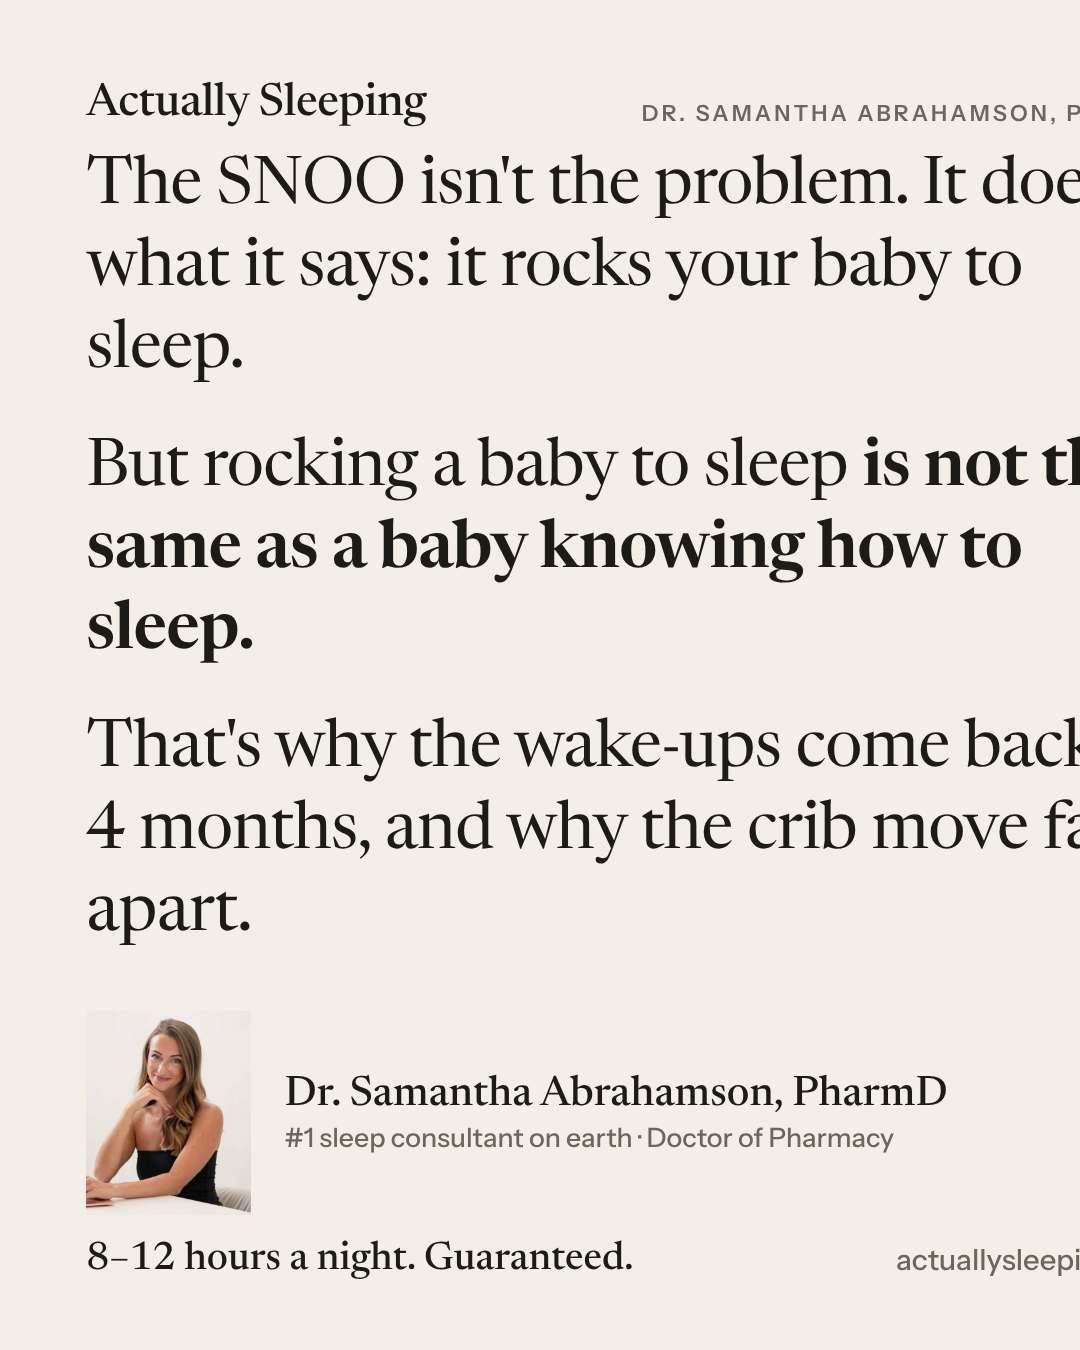 Actually Sleeping
DR. SAMANTHA ABRAHAMSON,
The SNOO isn't the problem. It
what it says: it rocks your baby to
sleep.
But rocking a baby to sleep is not
same as a baby knowing how to
sleep.
That's why the wake-ups come back
4 months, and why the crib move
apart.
Dr. Samantha Abrahamson, PharmD
#1 sleep consultant on earth · Doctor of Pharmacy
8–12 hours a night. Guaranteed.